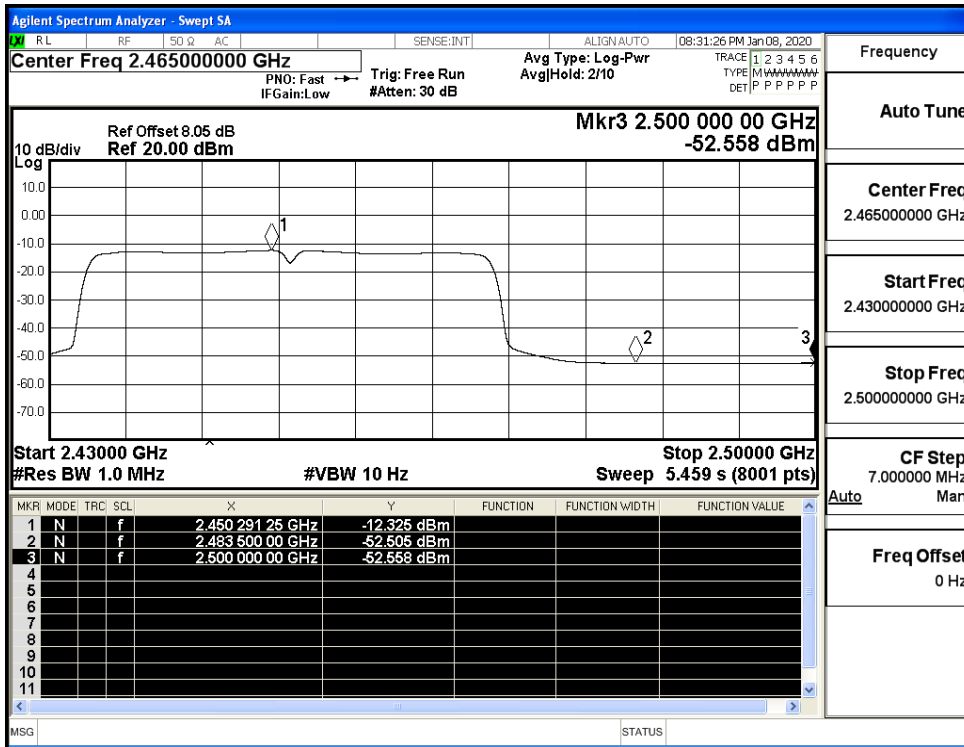 Agilent Spectrum Analyzer - Swept SA
LXI RL RF 50 Ω AC SENSE:INT ALIGN AUTO 08:31:26 PM Jan 08, 2020
Center Freq 2.465000000 GHz
PNO: Fast
IFGain:Low
Trig: Free Run
#Atten: 30 dB
Avg Type: Log-Pwr
Avg|Hold: 2/10
TRACE 1 2 3 4 5 6
TYPE M WWWWW
DET P P P P P P
Ref Offset 8.05 dB
10 dB/div Ref 20.00 dBm
Log
Mkr3 2.500 000 00 GHz
-52.558 dBm
10.0
0.00
-10.0
-20.0
-30.0
-40.0
-50.0
-60.0
-70.0
1
2
3
Start 2.43000 GHz Stop 2.50000 GHz
#Res BW 1.0 MHz #VBW 10 Hz Sweep 5.459 s (8001 pts)
MKR MODE TRC SCL X Y FUNCTION FUNCTION WIDTH FUNCTION VALUE
1 N f 2.450 291 25 GHz -12.325 dBm
2 N f 2.483 500 00 GHz -52.505 dBm
3 N f 2.500 000 00 GHz -52.558 dBm
4
5
6
7
8
9
10
11
MSG STATUS
Frequency
Auto Tune
Center Freq
2.465000000 GHz
Start Freq
2.430000000 GHz
Stop Freq
2.500000000 GHz
CF Step
7.000000 MHz
Auto Man
Freq Offset
0 Hz